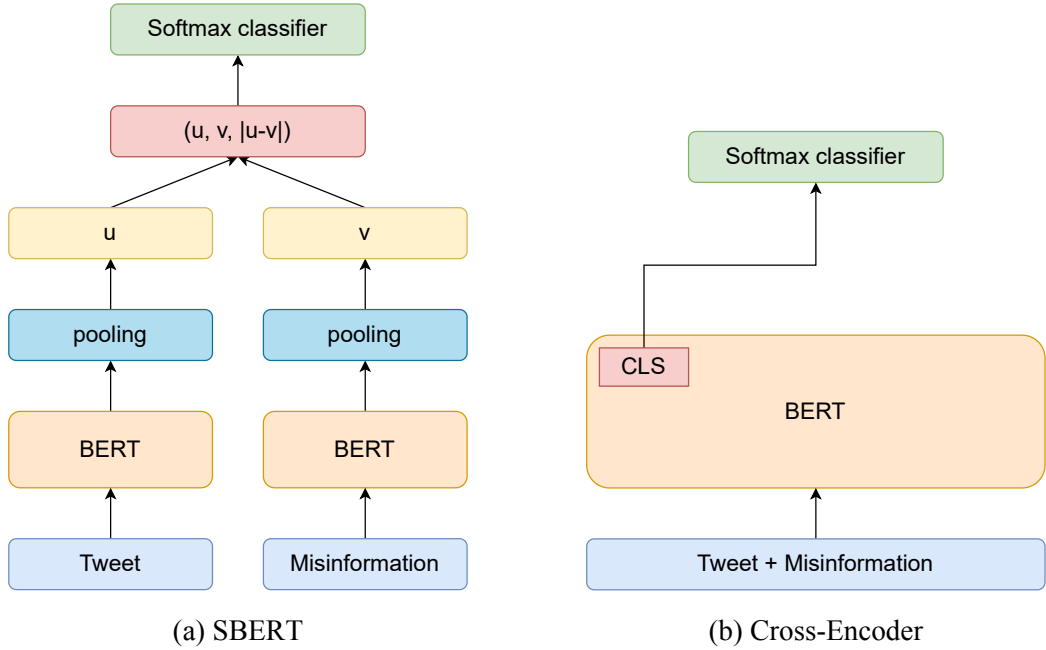 Softmax classifier
(u, v, |u-v|)
u
v
pooling
pooling
BERT
BERT
Tweet
Misinformation
(a) SBERT
Softmax classifier
CLS
BERT
Tweet + Misinformation
(b) Cross-Encoder